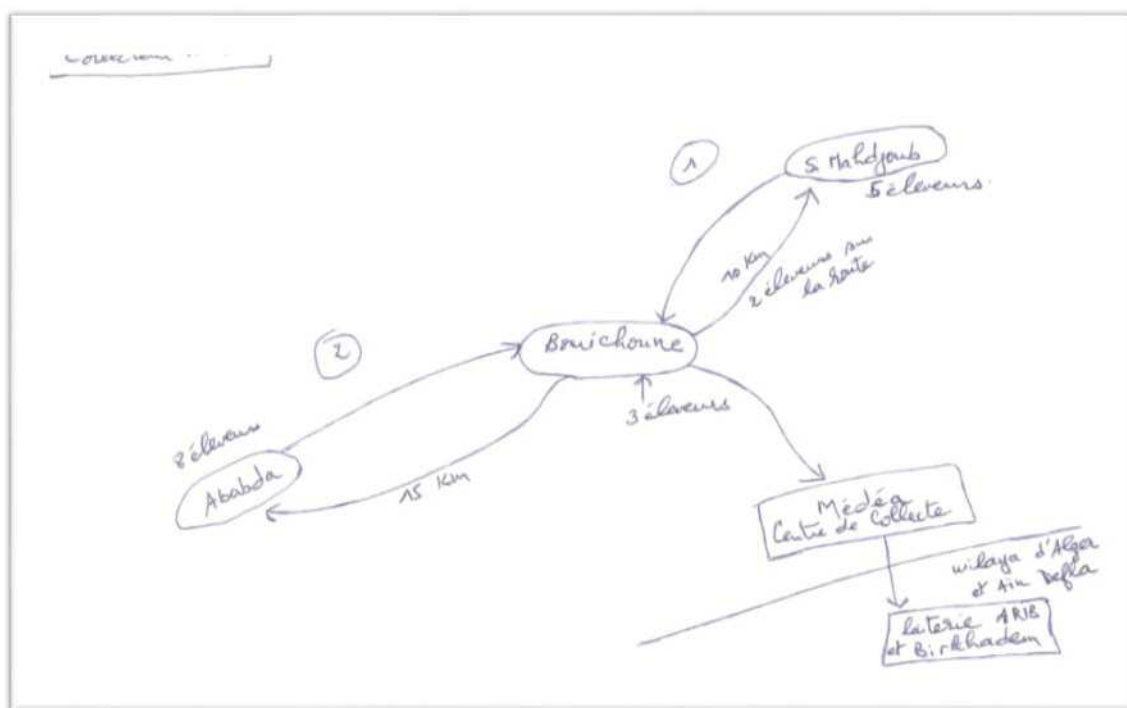 1
S. Mahdjoub
5 éleveurs.
10 Km
2 éleveurs sur
la route
2
Bouichoune
3 éleveurs
8 éleveurs
Ababda
15 Km
Médéa
Centre de Collecte
wilaya d'Alger
et Ain Defla
laterie ARIB
et Birkhadem